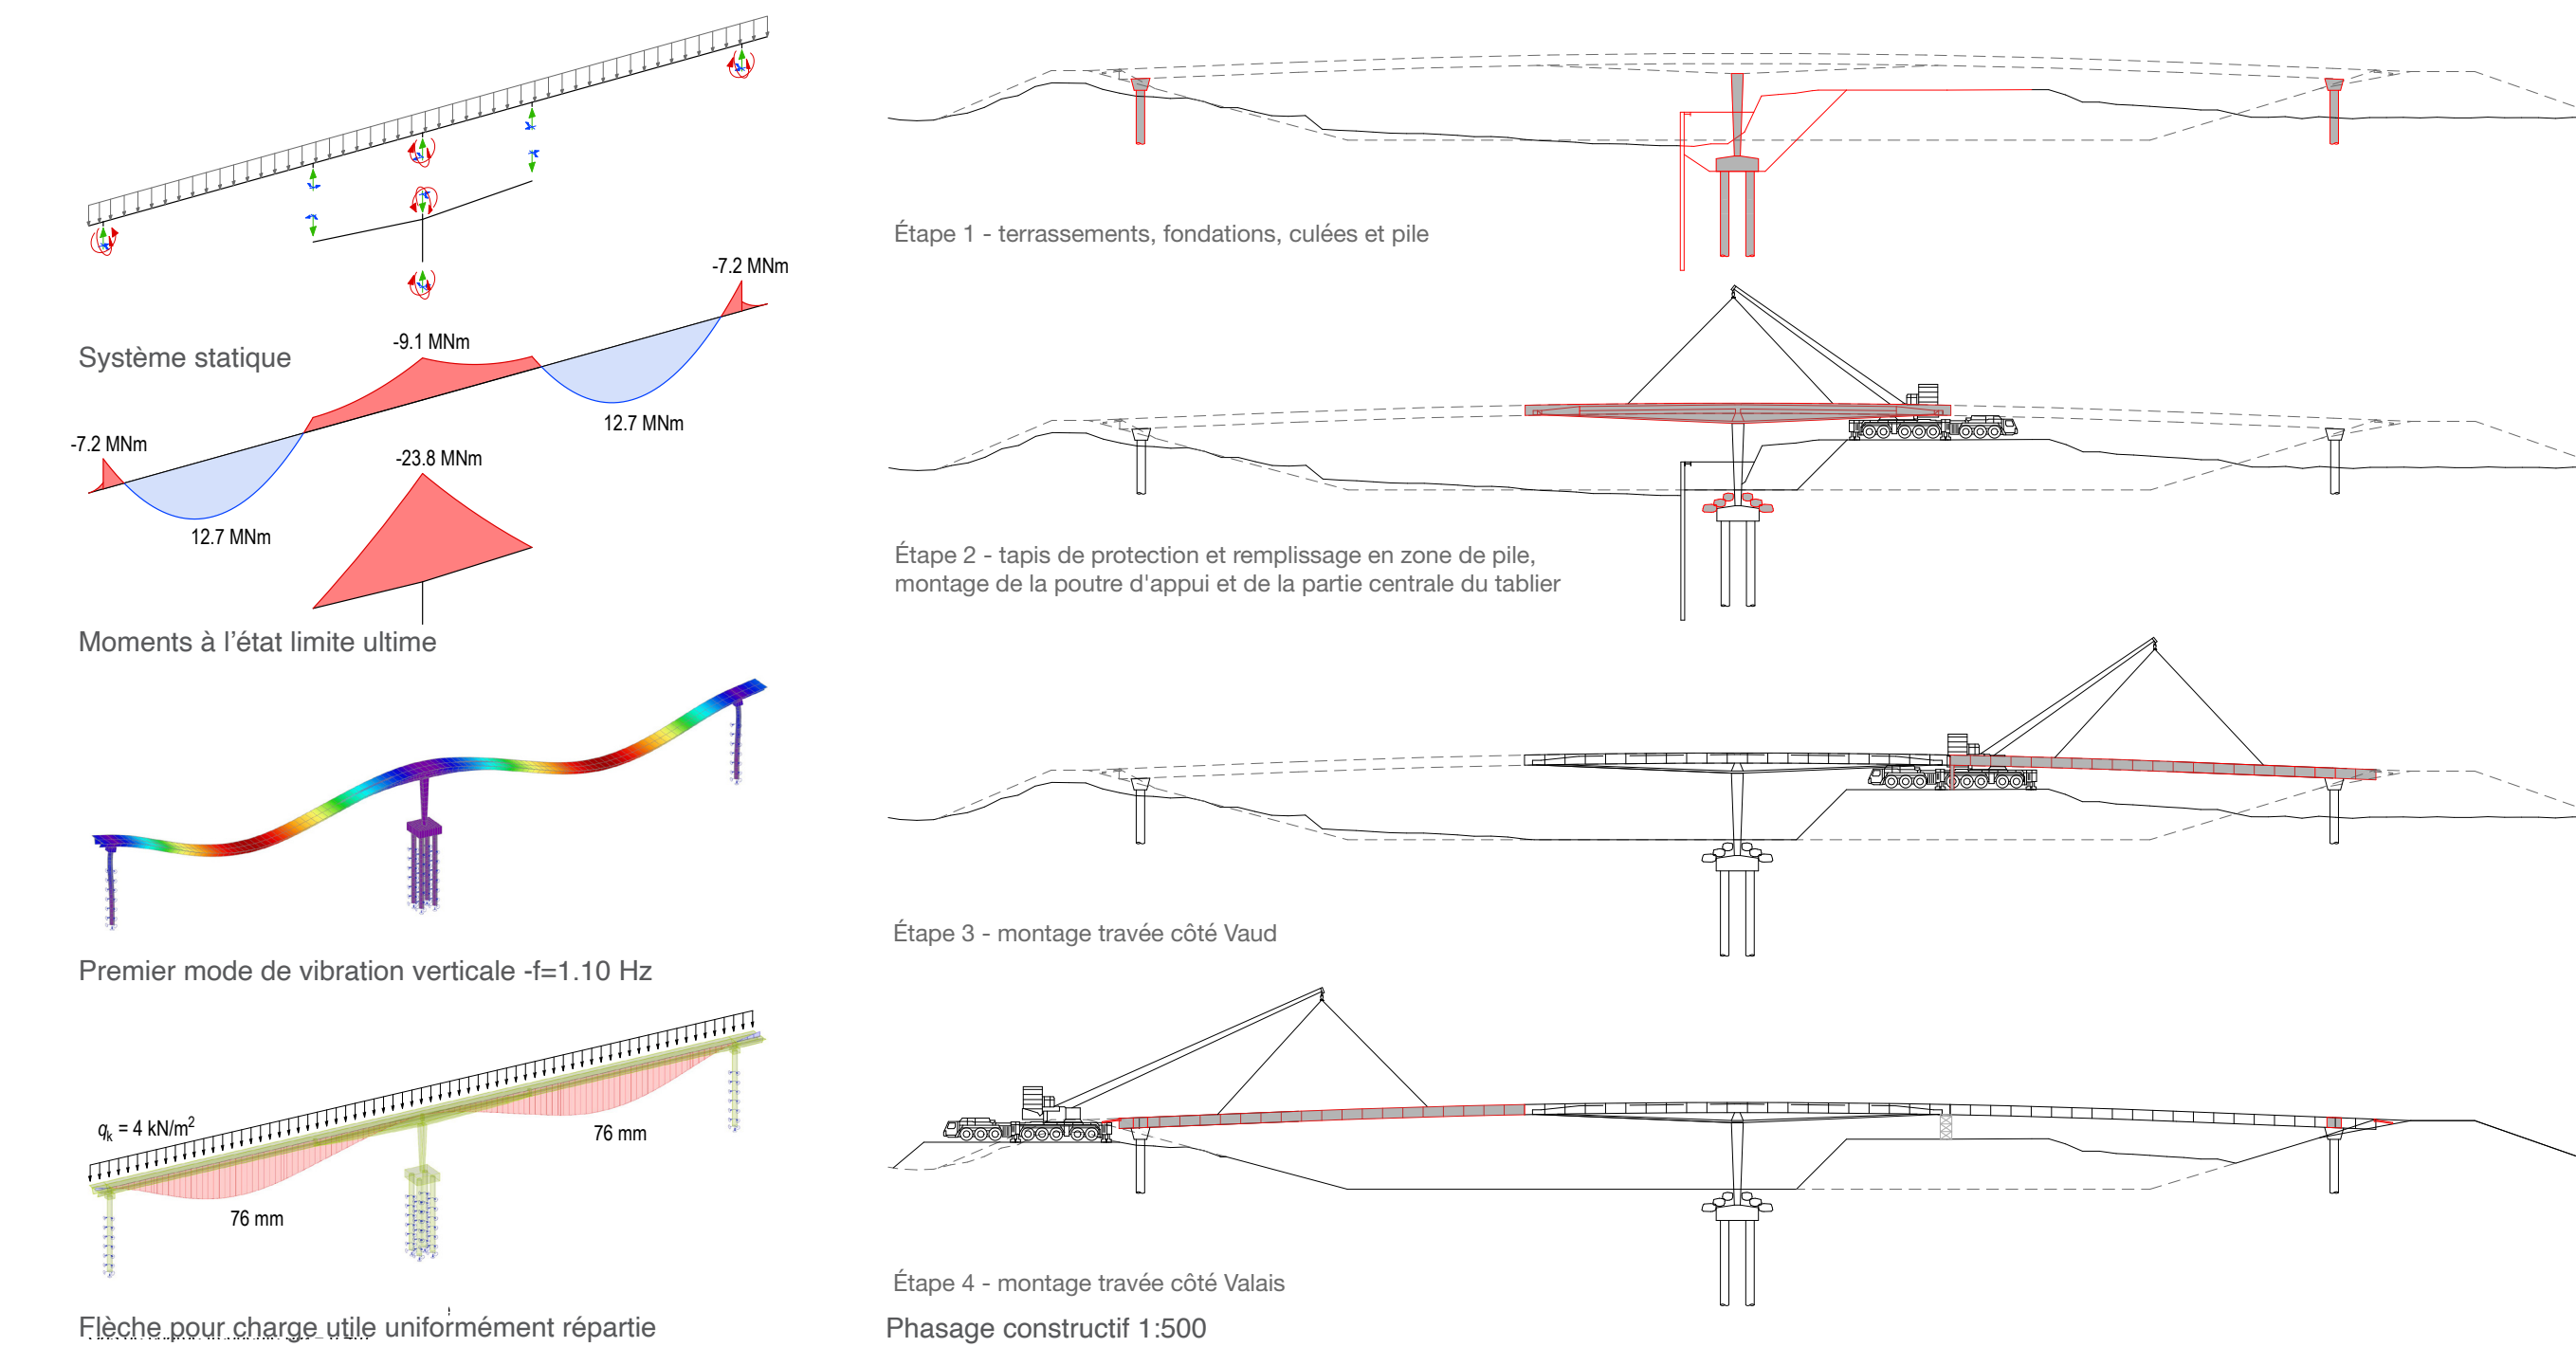 Système statique
-7.2 MNm
-9.1 MNm
12.7 MNm
-7.2 MNm
-23.8 MNm
12.7 MNm
Moments à l'état limite ultime
Premier mode de vibration verticale -f=1.10 Hz
qk = 4 kN/m2
76 mm
76 mm
Flèche pour charge utile uniformément répartie
Étape 1 - terrassements, fondations, culées et pile
Étape 2 - tapis de protection et remplissage en zone de pile,
montage de la poutre d'appui et de la partie centrale du tablier
Étape 3 - montage travée côté Vaud
Étape 4 - montage travée côté Valais
Phasage constructif 1:500